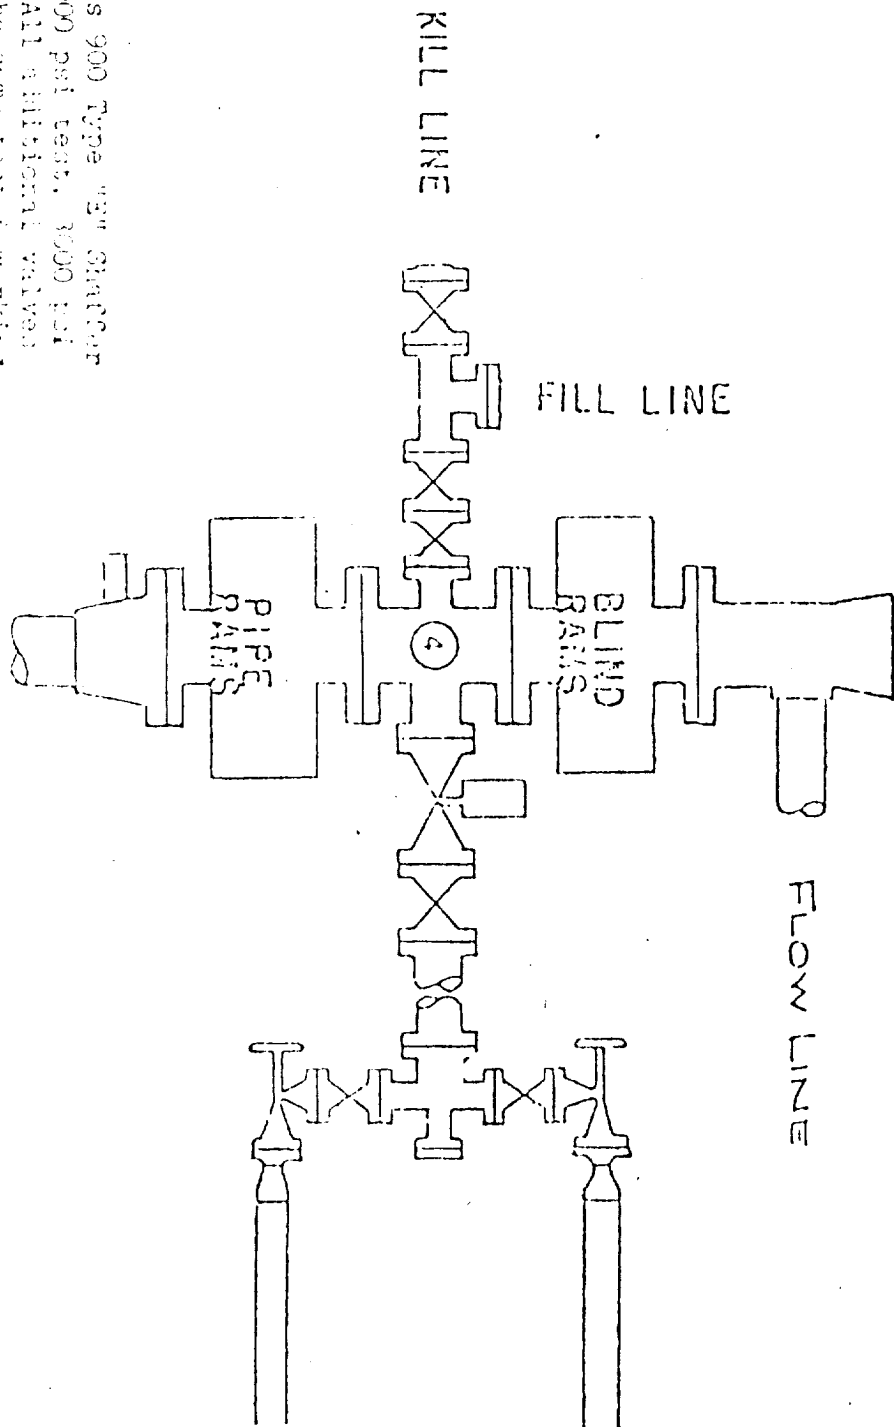 KILL LINE
FILL LINE
BLIND
RAMS
4
PIPE
RAMS
FLOW LINE
s 900 Type "E" Shaffer
00 psi test, 3000 psi
All additional valves